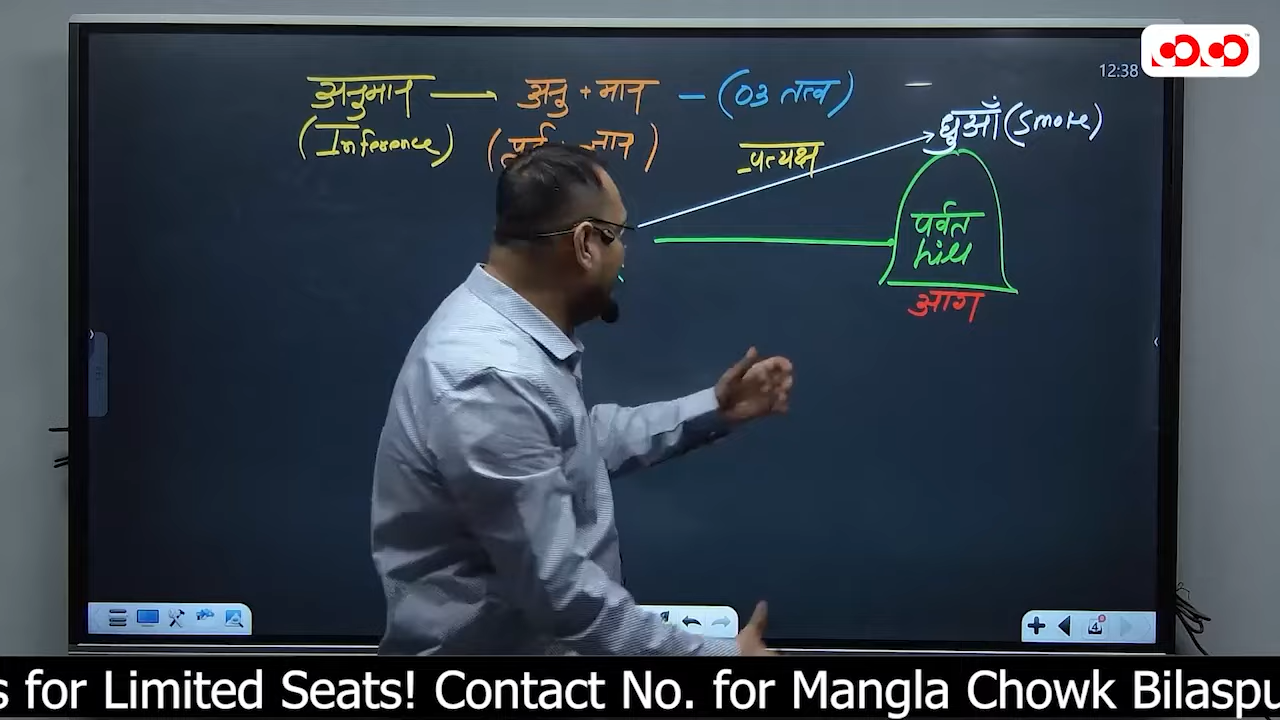 अनुमान → अनु + मान – (03 तत्व)
12:38
(Inference)
प्रत्यक्ष
धुआँ (Smoke)
पर्वत
hill
आग
4
s for Limited Seats! Contact No. for Mangla Chowk Bilaspu